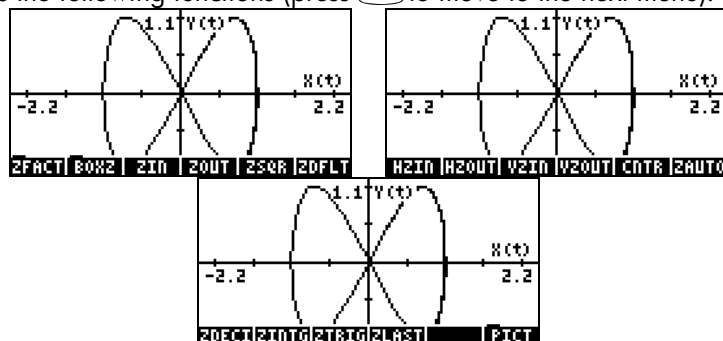 to the following functions (press to move to the next menu):
1.1 Y(t)
X(t)
-2.2 2.2
ZFACT BOXZ ZIN ZOUT ZSQR ZDFLT
1.1 Y(t)
X(t)
-2.2 2.2
HZIN HZOUT VZIN VZOUT CNTR ZAUTO
1.1 Y(t)
X(t)
-2.2 2.2
ZDECI ZINTG ZTRIG ZLAST PICT